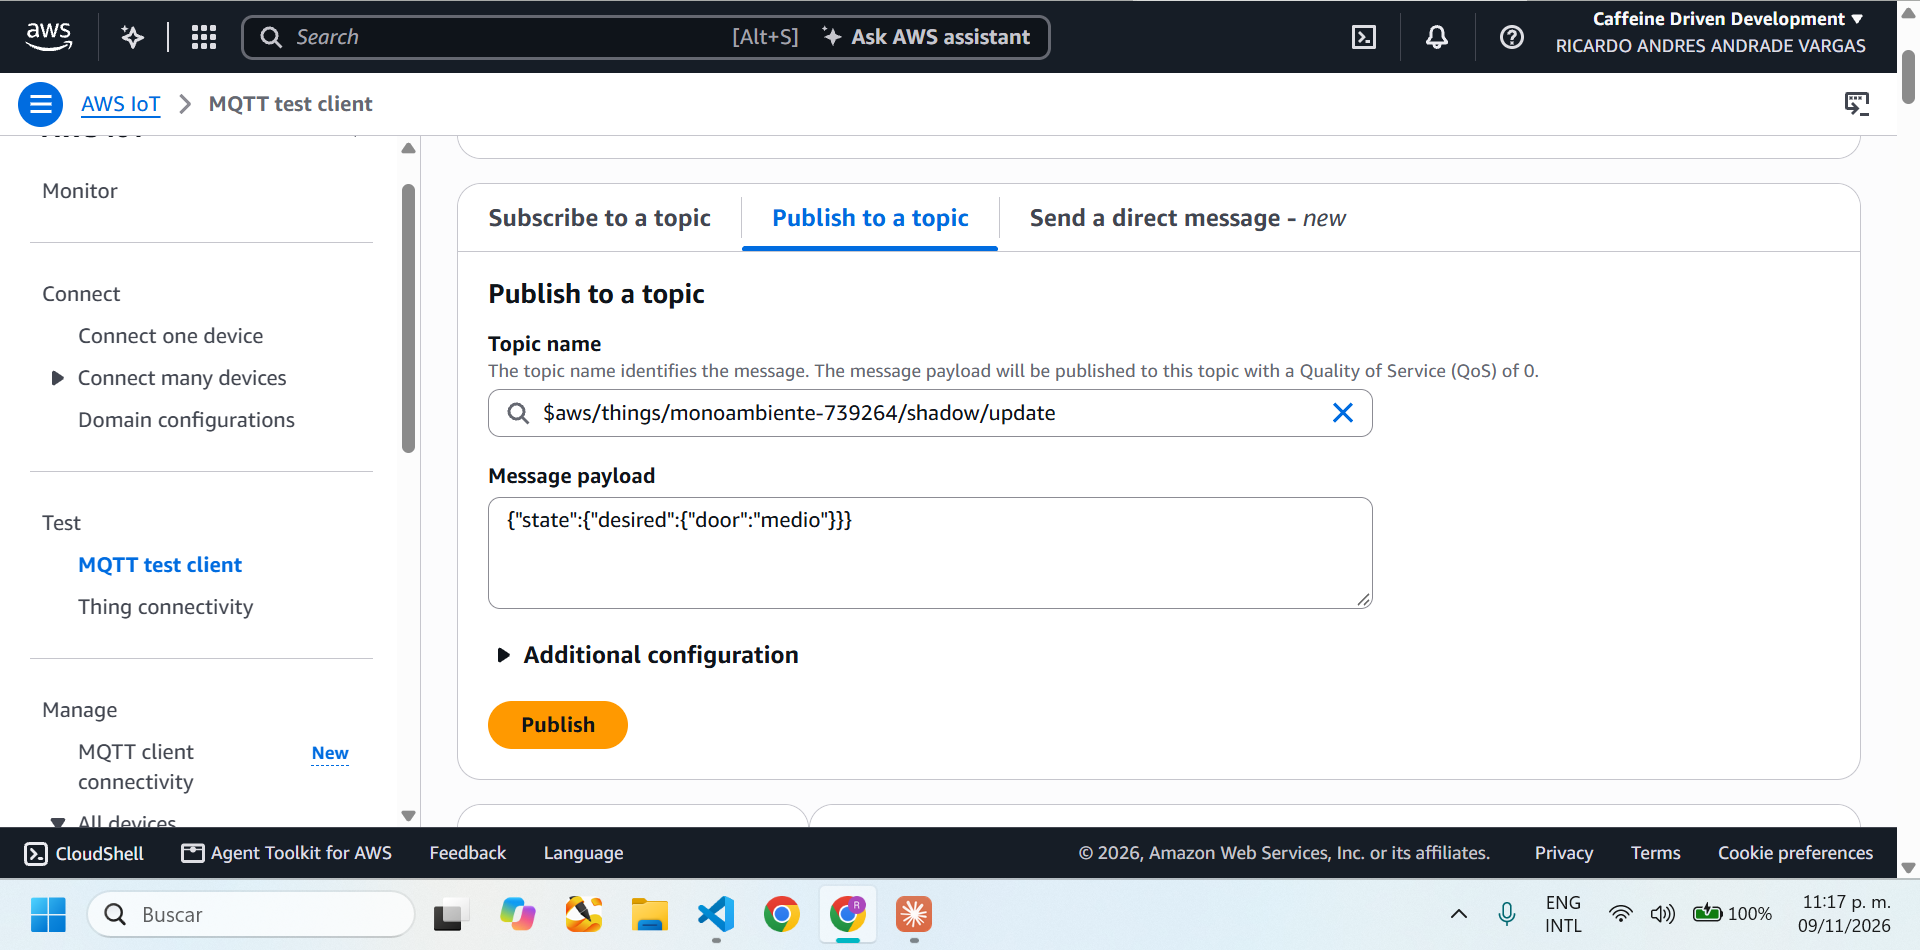 aws
Search
[Alt+S]
Ask AWS assistant
Caffeine Driven Development
RICARDO ANDRES ANDRADE VARGAS
AWS IoT
MQTT test client
Monitor
Connect
Connect one device
Connect many devices
Domain configurations
Test
MQTT test client
Thing connectivity
Manage
MQTT client
connectivity
New
All devices
Subscribe to a topic
Publish to a topic
Send a direct message - new
Publish to a topic
Topic name
The topic name identifies the message. The message payload will be published to this topic with a Quality of Service (QoS) of 0.
$aws/things/monoambiente-739264/shadow/update
Message payload
{"state":{"desired":{"door":"medio"}}}
Additional configuration
Publish
CloudShell
Agent Toolkit for AWS
Feedback
Language
© 2026, Amazon Web Services, Inc. or its affiliates.
Privacy
Terms
Cookie preferences
Buscar
ENG
INTL
100%
11:17 p. m.
09/11/2026